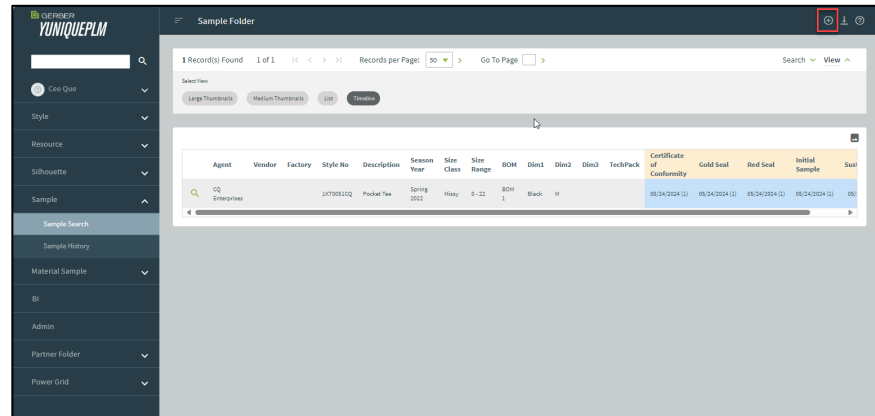 GERBER
YUNIQUEPLM
Sample Folder
1 Record(s) Found 1 of 1 Records per Page: 50 Go To Page Search View
Select View
Large Thumbnails Medium Thumbnails List Timeline
Cee Que
Style
Resource
Silhouette
Sample
Sample Search
Sample History
Material Sample
BI
Admin
Partner Folder
Power Grid
Agent Vendor Factory Style No Description Season Year Size Class Size Range BOM Dim1 Dim2 Dim3 TechPack Certificate of Conformity Gold Seal Red Seal Initial Sample Sust
CQ Enterprises 1KT0051CQ Pocket Tee Spring 2022 Missy 0 - 22 BOM 1 Black M 05/24/2024 (1) 05/24/2024 (1) 05/24/2024 (1) 05/24/2024 (1) 05/